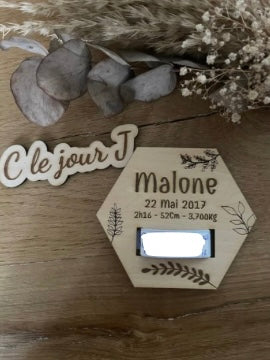 C le jour J
Malone
22 Mai 2017
2h16 - 52Cm - 3,700Kg